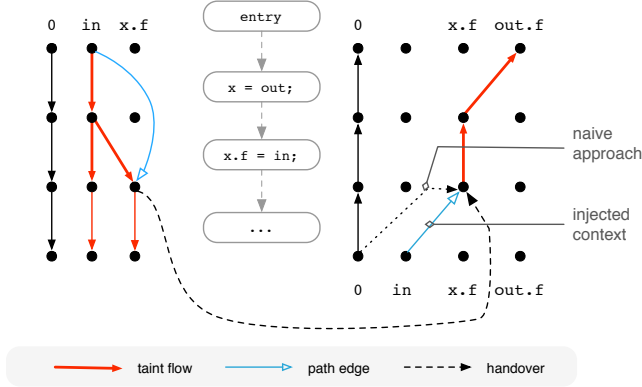 0 in x.f
entry
x = out;
x.f = in;
...
0 x.f out.f
naive
approach
injected
context
0 in x.f out.f
taint flow
path edge
handover